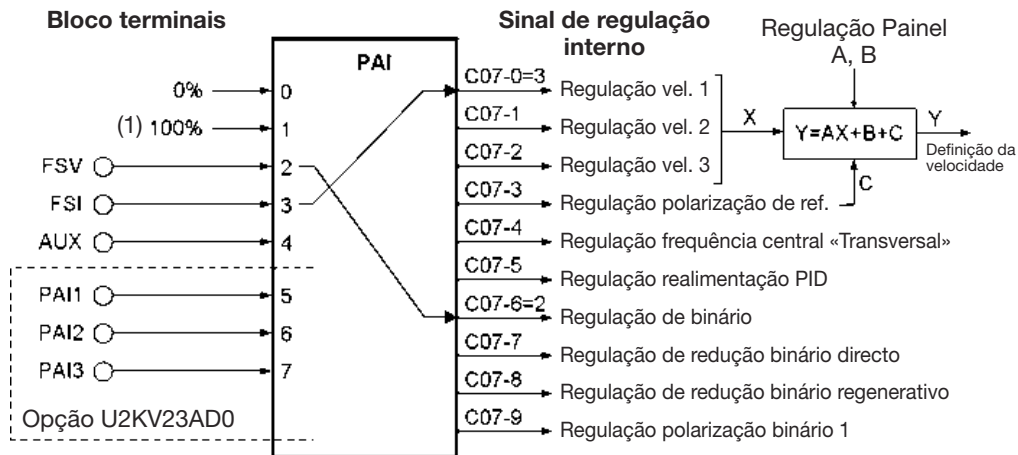 Bloco terminais
Sinal de regulação
interno
Regulação Painel
A, B
PAI
0%
0
(1) 100%
1
FSV
2
FSI
3
AUX
4
PAI1
5
PAI2
6
PAI3
7
Opção U2KV23AD0
C07-0=3
Regulação vel. 1
C07-1
Regulação vel. 2
C07-2
Regulação vel. 3
C07-3
Regulação polarização de ref.
C07-4
Regulação frequência central «Transversal»
C07-5
Regulação realimentação PID
C07-6=2
Regulação de binário
C07-7
Regulação de redução binário directo
C07-8
Regulação de redução binário regenerativo
C07-9
Regulação polarização binário 1
X
Y=AX+B+C
Y
Definição da
velocidade
C